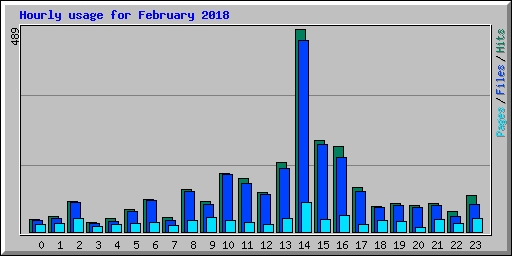 Hourly usage for February 2018
489
Pages / Files / Hits
0 1 2 3 4 5 6 7 8 9 10 11 12 13 14 15 16 17 18 19 20 21 22 23